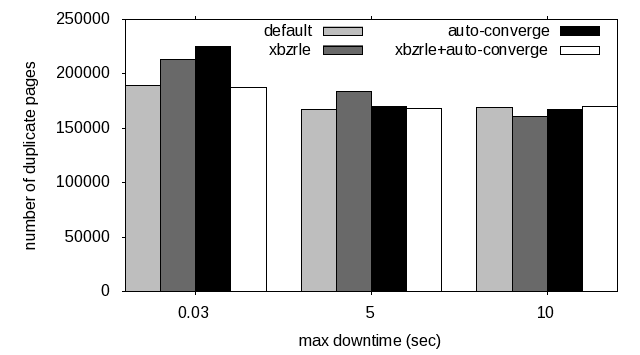 250000
200000
150000
100000
50000
0
number of duplicate pages
default
xbzrle
auto-converge
xbzrle+auto-converge
0.03
5
10
max downtime (sec)